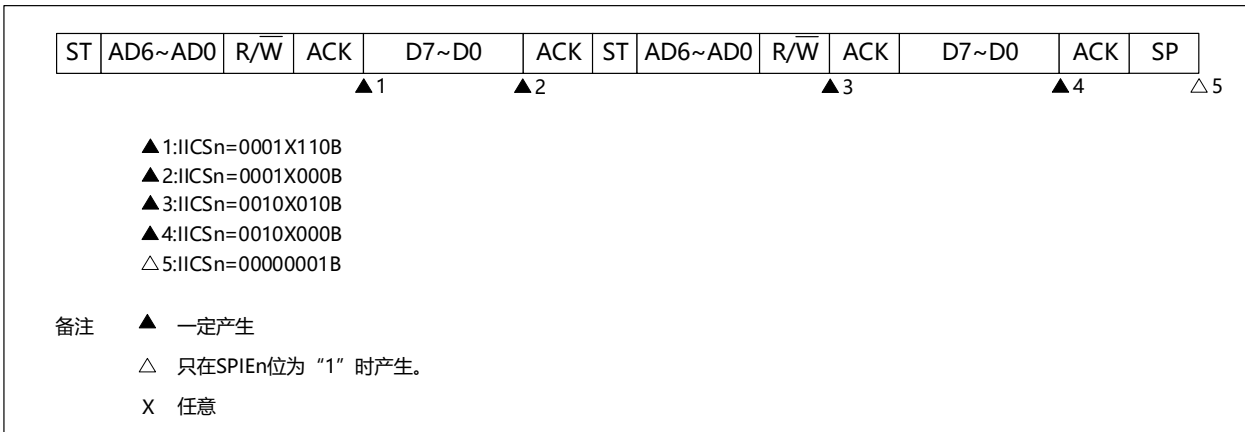 ST AD6~AD0 R/W̅ ACK D7~D0 ACK ST AD6~AD0 R/W̅ ACK D7~D0 ACK SP
▲1 ▲2 ▲3 ▲4 △5
▲1:IICSn=0001X110B
▲2:IICSn=0001X000B
▲3:IICSn=0010X010B
▲4:IICSn=0010X000B
△5:IICSn=00000001B
备注 ▲ 一定产生
△ 只在SPIEn位为“1”时产生。
X 任意